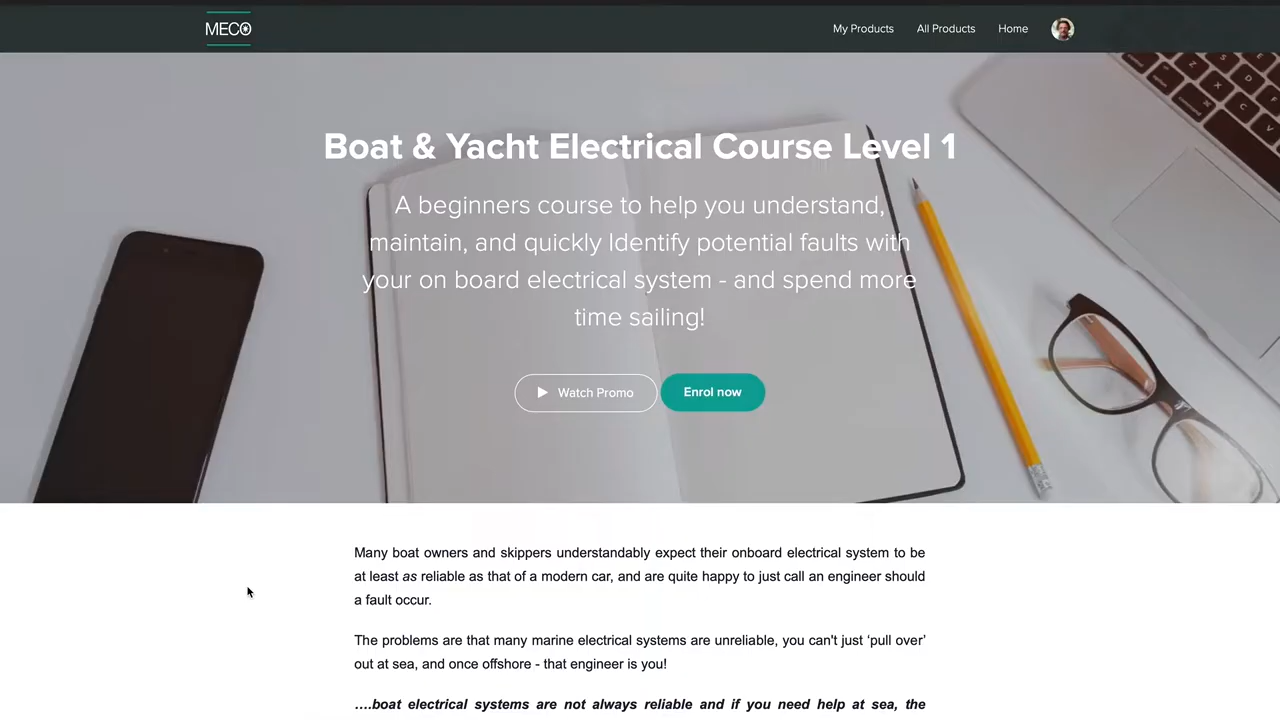 MECO
My Products
All Products
Home
Boat & Yacht Electrical Course Level 1
A beginners course to help you understand,
maintain, and quickly Identify potential faults with
your on board electrical system - and spend more
time sailing!
Watch Promo
Enrol now
Many boat owners and skippers understandably expect their onboard electrical system to be
at least as reliable as that of a modern car, and are quite happy to just call an engineer should
a fault occur.
The problems are that many marine electrical systems are unreliable, you can't just ‘pull over’
out at sea, and once offshore - that engineer is you!
….boat electrical systems are not always reliable and if you need help at sea, the